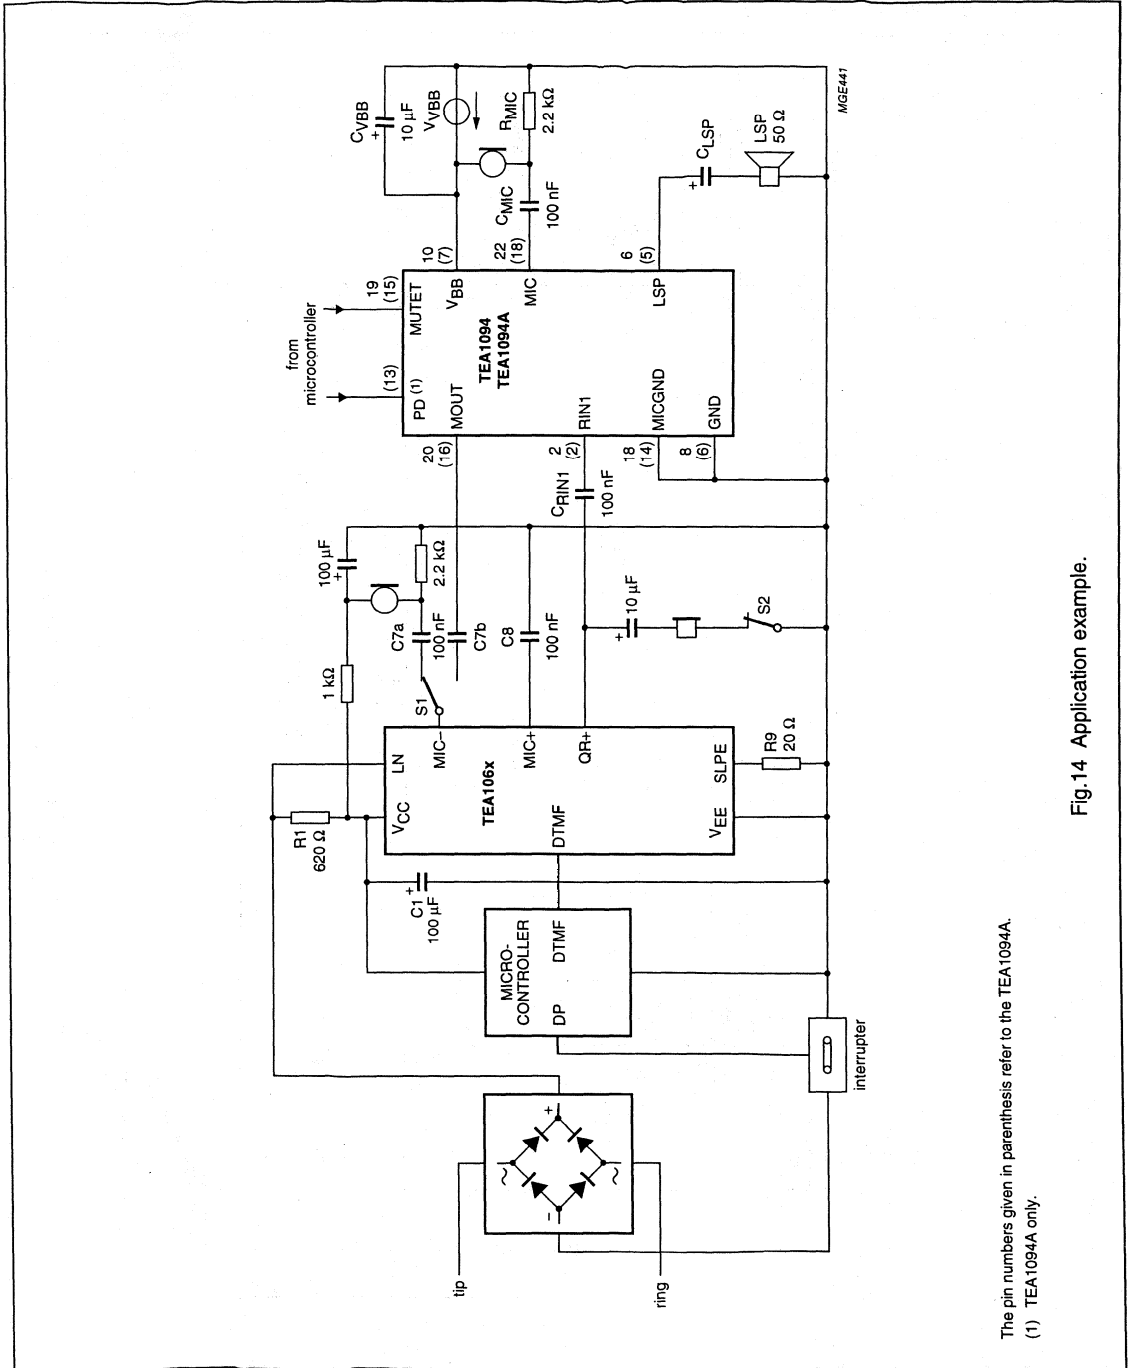 tip
ring
~
+
−
~
interrupter
MICRO-
CONTROLLER
DP
DTMF
C1
100 µF
+
R1
620 Ω
VCC
LN
TEA106x
DTMF
MIC−
MIC+
QR+
VEE
SLPE
R9
20 Ω
1 kΩ
100 µF
+
S1
C7a
100 nF
2.2 kΩ
C7b
C8
100 nF
+
10 µF
S2
CRIN1
100 nF
from
microcontroller
(13)
19
(15)
PD (1)
MUTET
20
(16)
MOUT
VBB
10
(7)
TEA1094
TEA1094A
MIC
22
(18)
2
(2)
RIN1
18
(14)
MICGND
8
(6)
GND
LSP
6
(5)
CVBB
+
10 µF
VVBB
RMIC
2.2 kΩ
CMIC
100 nF
+
CLSP
LSP
50 Ω
MGE441
The pin numbers given in parenthesis refer to the TEA1094A.
(1) TEA1094A only.
Fig.14 Application example.